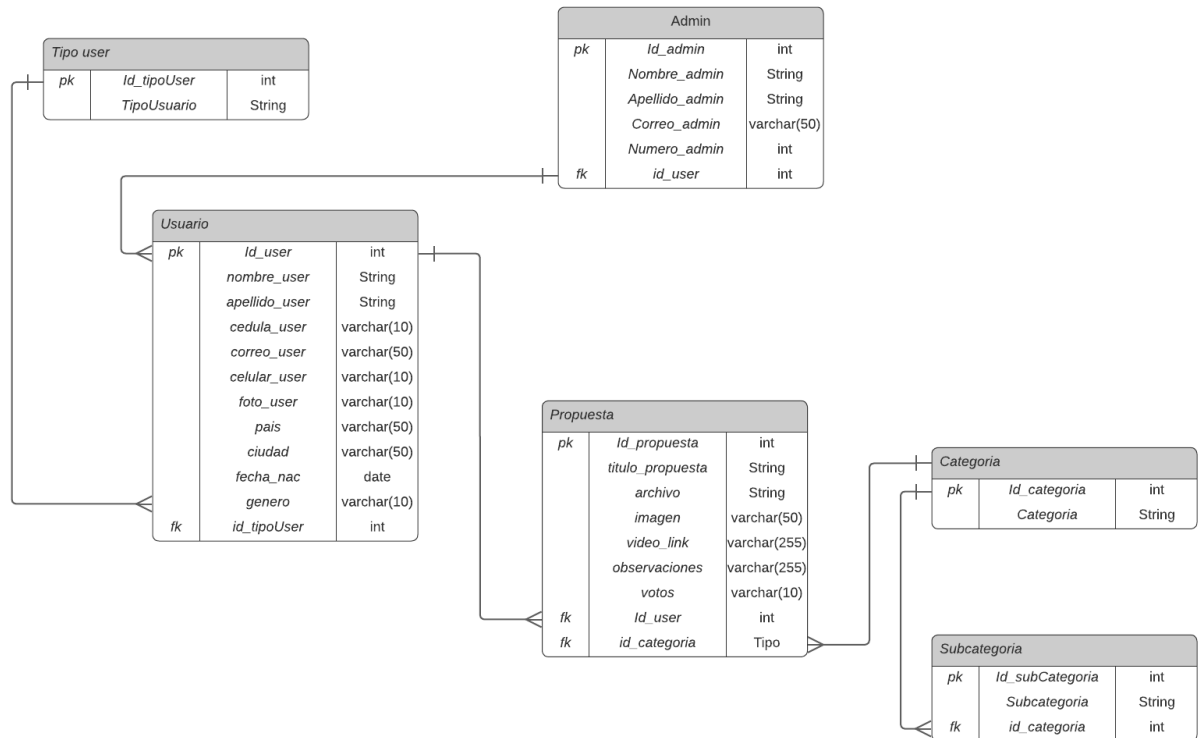 Tipo user
pk Id_tipoUser int
TipoUsuario String
Admin
pk Id_admin int
Nombre_admin String
Apellido_admin String
Correo_admin varchar(50)
Numero_admin int
fk id_user int
Usuario
pk Id_user int
nombre_user String
apellido_user String
cedula_user varchar(10)
correo_user varchar(50)
celular_user varchar(10)
foto_user varchar(10)
pais varchar(50)
ciudad varchar(50)
fecha_nac date
genero varchar(10)
fk id_tipoUser int
Propuesta
pk Id_propuesta int
titulo_propuesta String
archivo String
imagen varchar(50)
video_link varchar(255)
observaciones varchar(255)
votos varchar(10)
fk Id_user int
fk id_categoria Tipo
Categoria
pk Id_categoria int
Categoria String
Subcategoria
pk Id_subCategoria int
Subcategoria String
fk id_categoria int